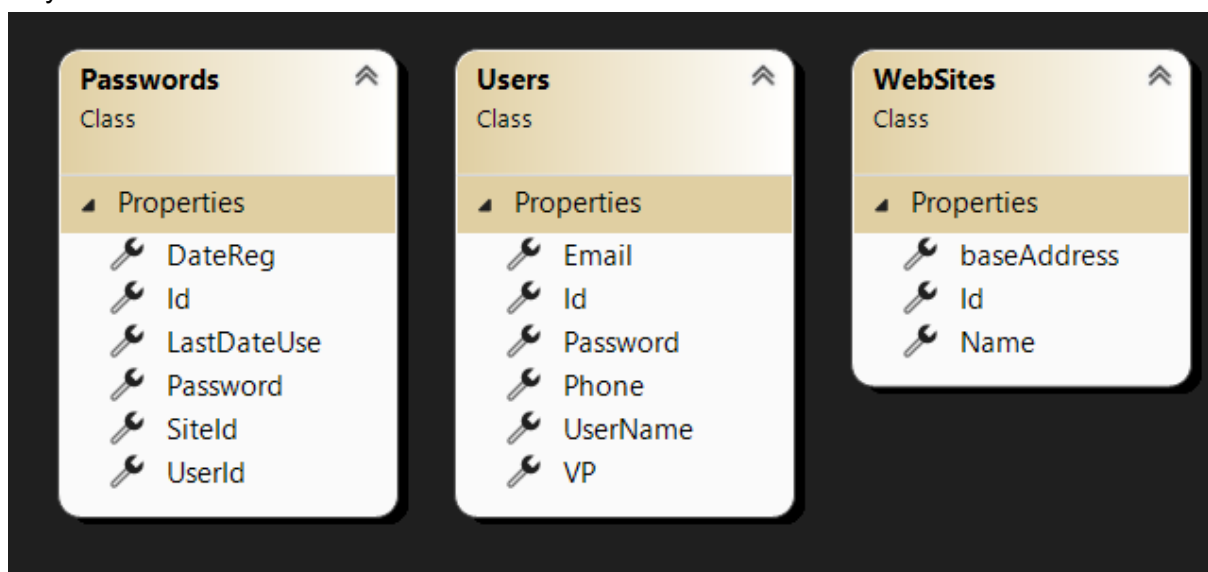 Passwords
Class
Properties
DateReg
Id
LastDateUse
Password
SiteId
UserId
Users
Class
Properties
Email
Id
Password
Phone
UserName
VP
WebSites
Class
Properties
baseAddress
Id
Name